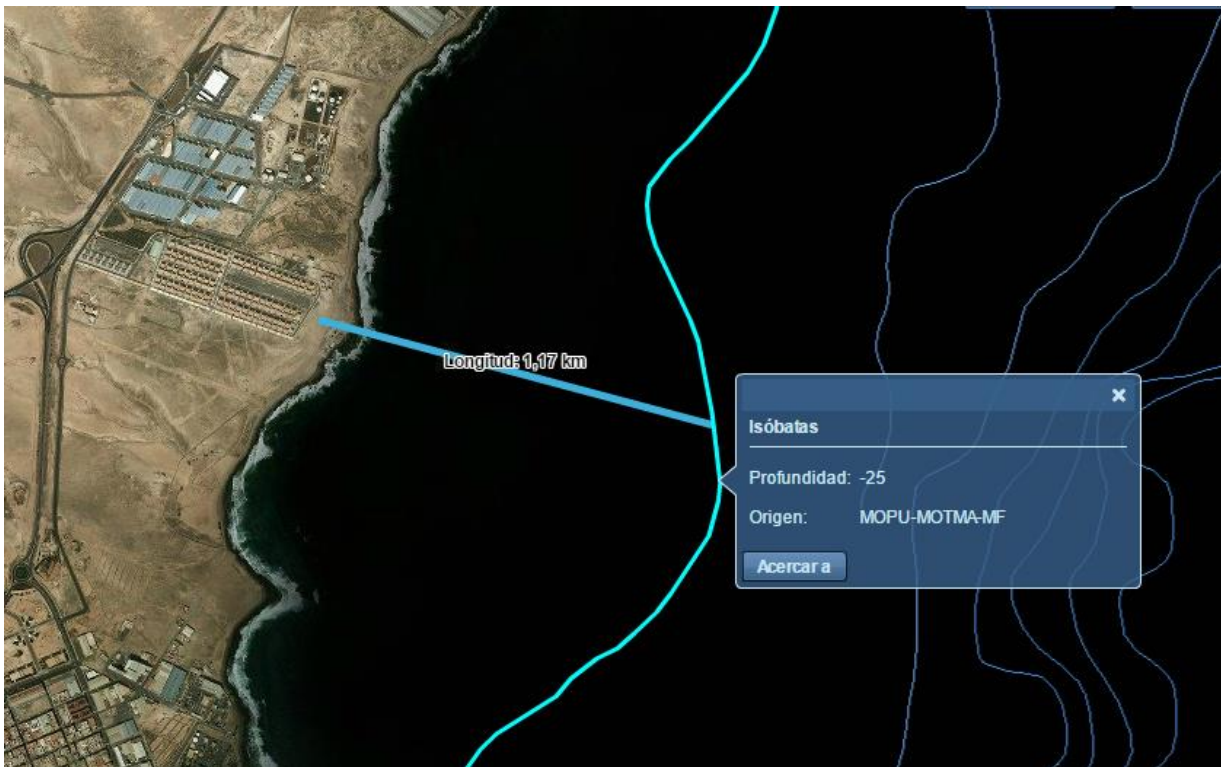 Longitud: 1,17 km
Isóbatas
Profundidad: -25
Origen: MOPU-MOTMA-MF
Acercar a